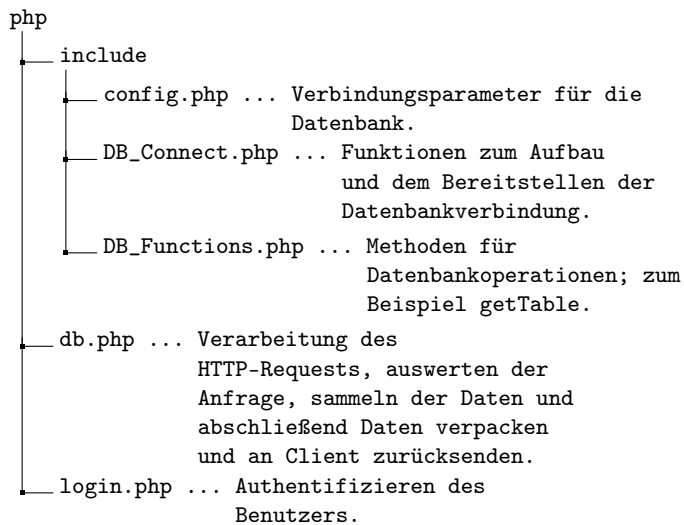 php
include
config.php ... Verbindungsparameter für die
Datenbank.
DB_Connect.php ... Funktionen zum Aufbau
und dem Bereitstellen der
Datenbankverbindung.
DB_Functions.php ... Methoden für
Datenbankoperationen; zum
Beispiel getTable.
db.php ... Verarbeitung des
HTTP-Requests, auswerten der
Anfrage, sammeln der Daten und
abschließend Daten verpacken
und an Client zurücksenden.
login.php ... Authentifizieren des
Benutzers.